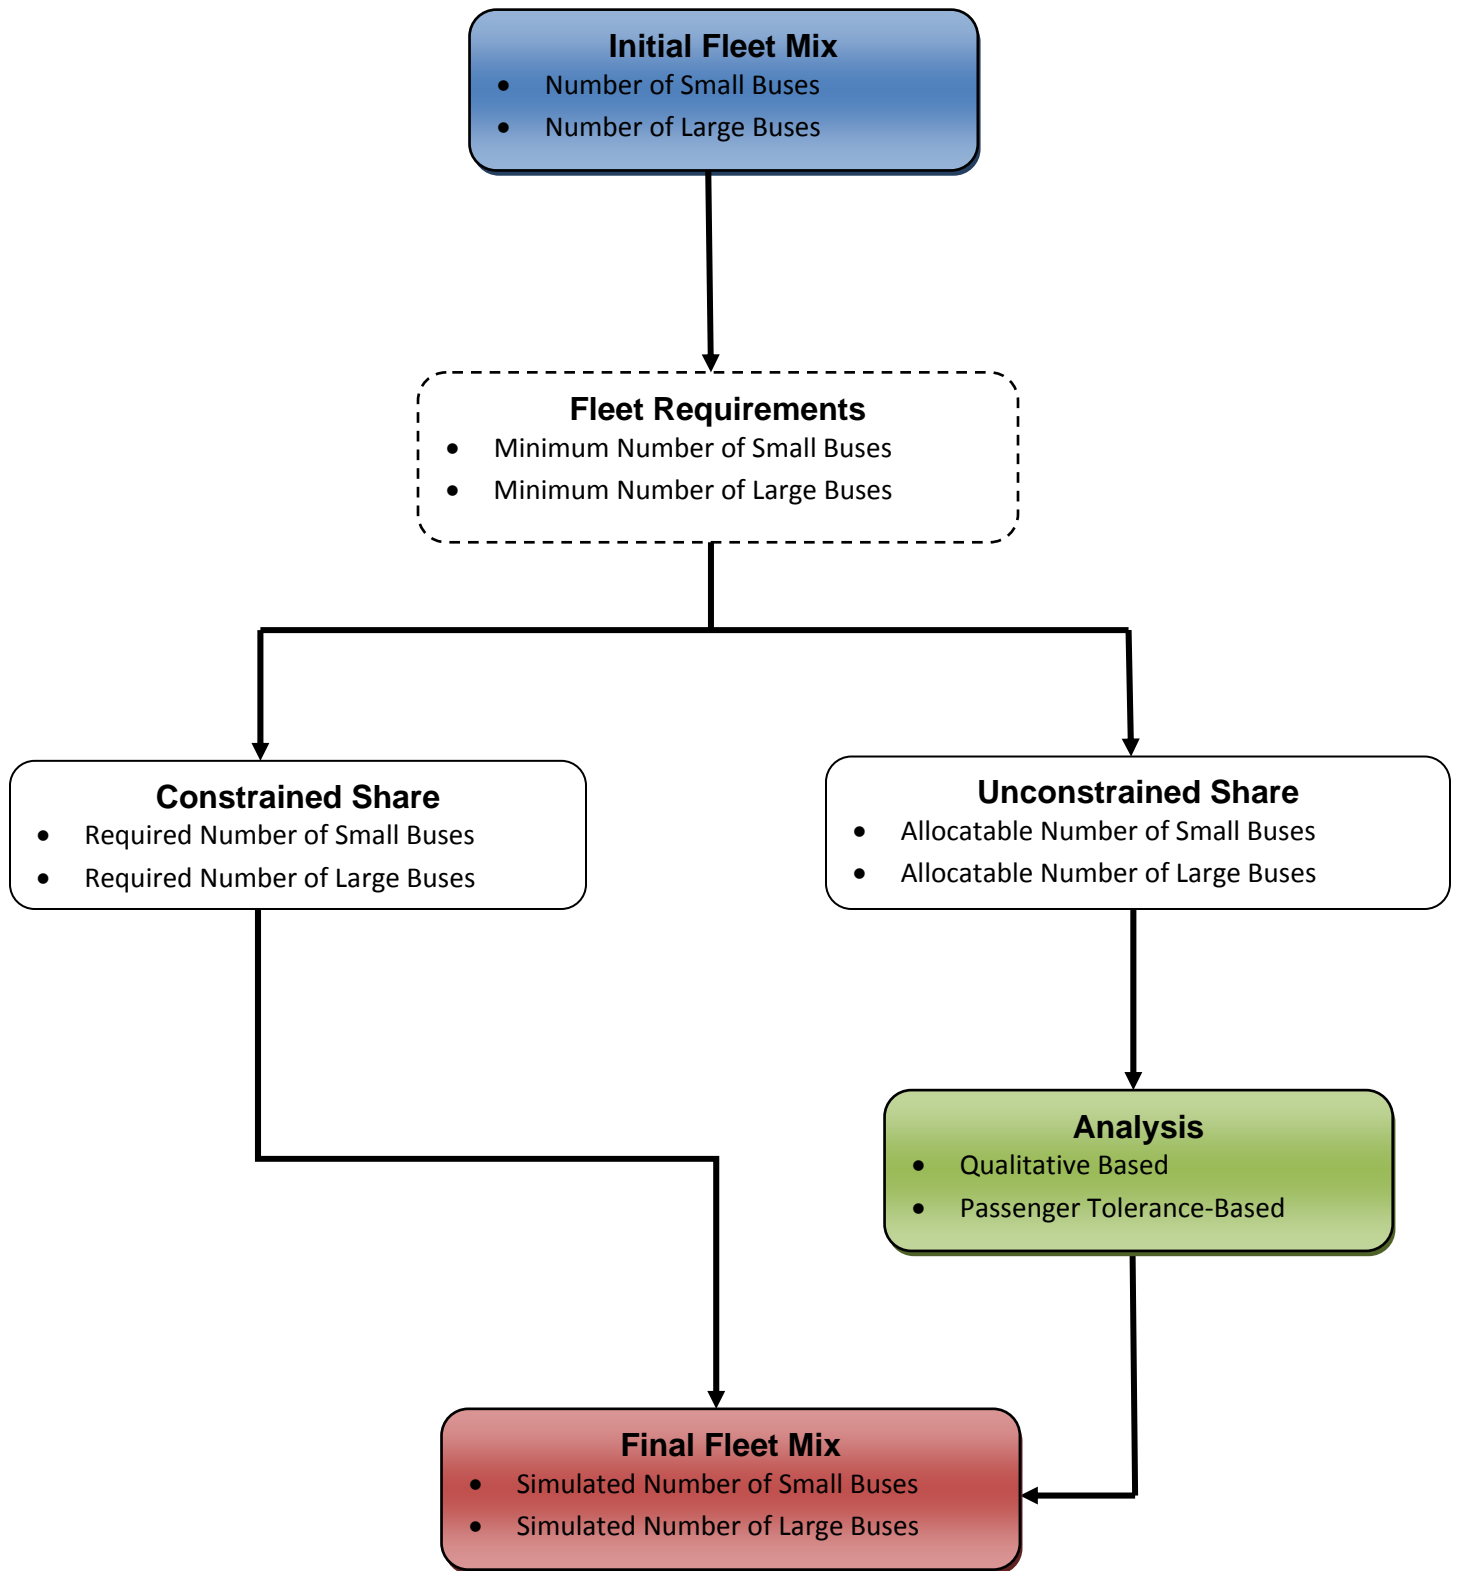 Initial Fleet Mix
• Number of Small Buses
• Number of Large Buses
Fleet Requirements
• Minimum Number of Small Buses
• Minimum Number of Large Buses
Constrained Share
• Required Number of Small Buses
• Required Number of Large Buses
Unconstrained Share
• Allocatable Number of Small Buses
• Allocatable Number of Large Buses
Analysis
• Qualitative Based
• Passenger Tolerance-Based
Final Fleet Mix
• Simulated Number of Small Buses
• Simulated Number of Large Buses